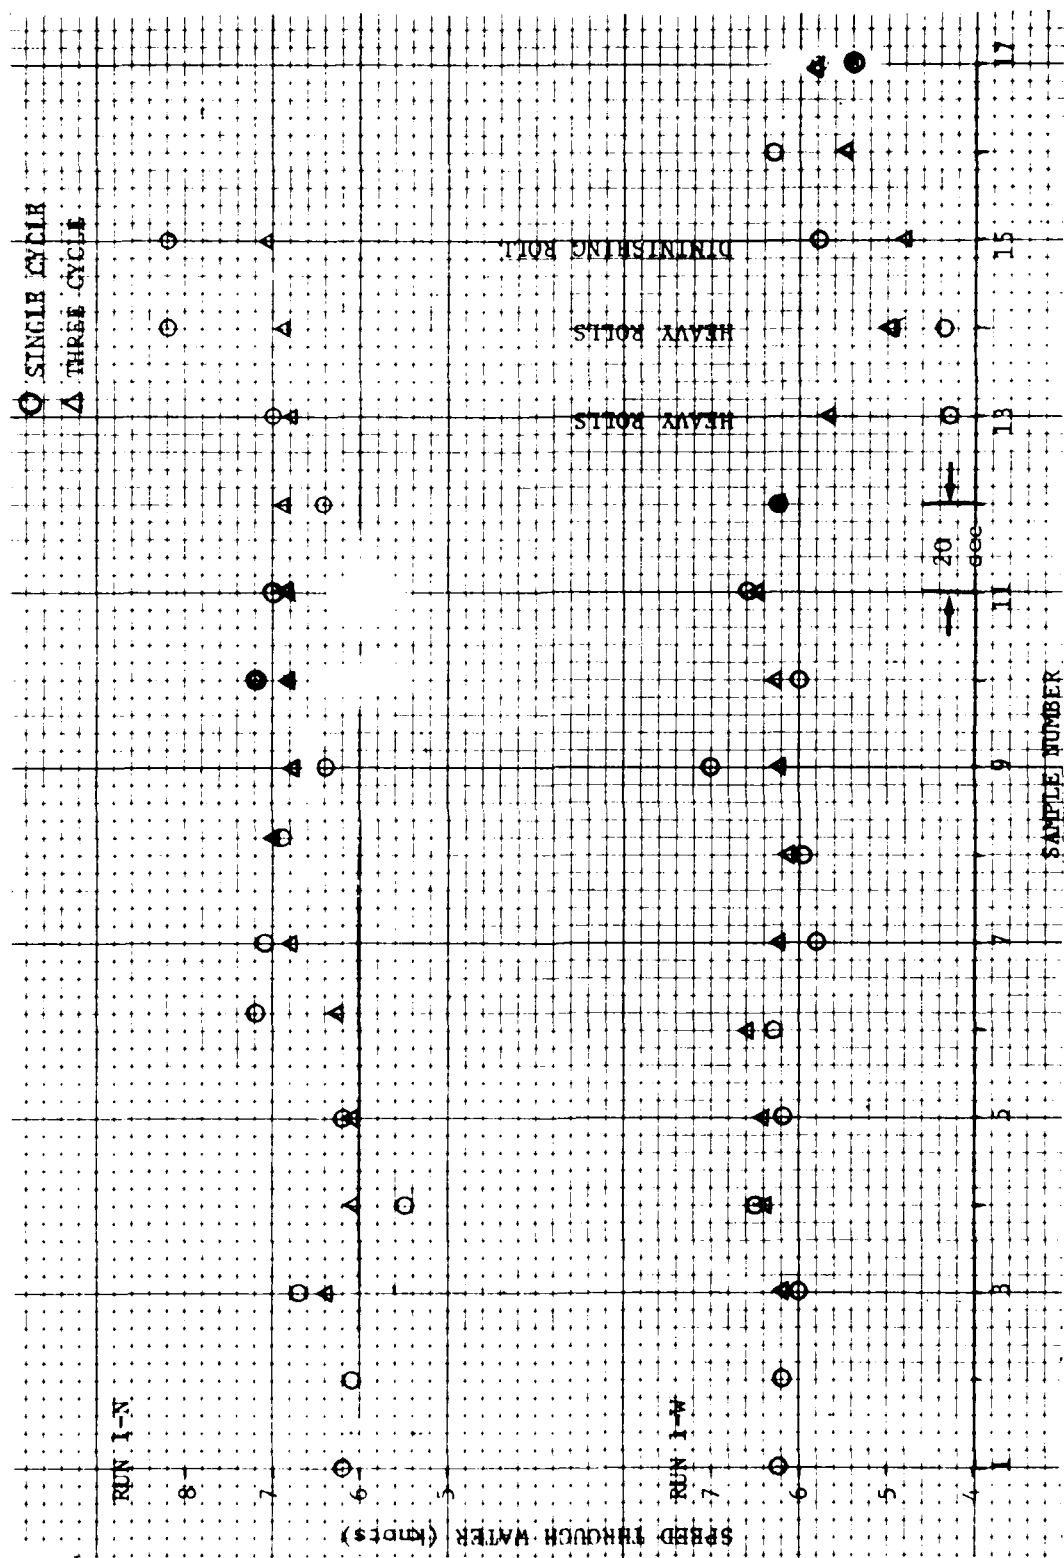 SINGLE CYCLE
THREE CYCLE
RUN 1-N
8
7
6
5
SPEED THROUGH WATER (knots)
RUN 1-W
7
6
5
4
HEAVY ROLLS
HEAVY ROLLS
DIMINISHING ROLL
20
sec
1
3
5
7
9
11
13
15
17
SAMPLE NUMBER